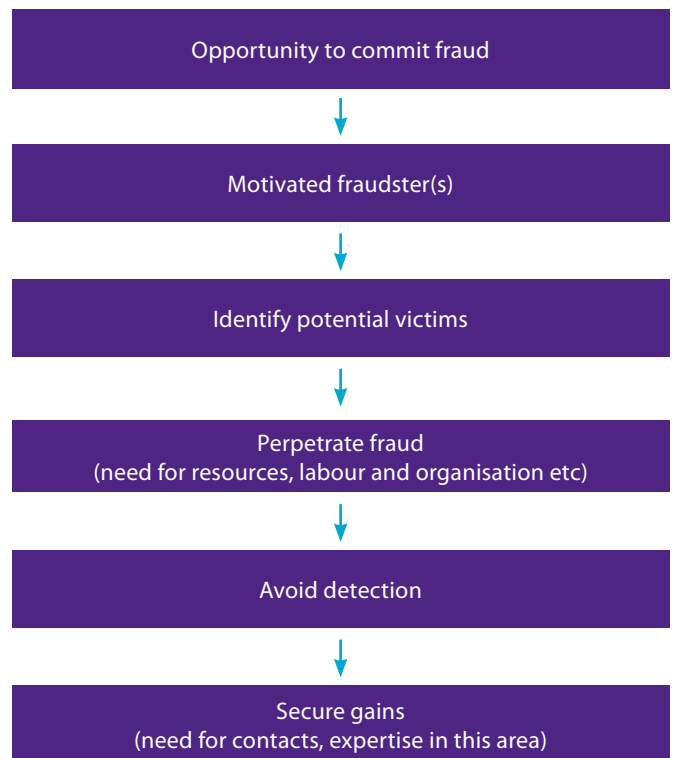 Opportunity to commit fraud
Motivated fraudster(s)
Identify potential victims
Perpetrate fraud
(need for resources, labour and organisation etc)
Avoid detection
Secure gains
(need for contacts, expertise in this area)